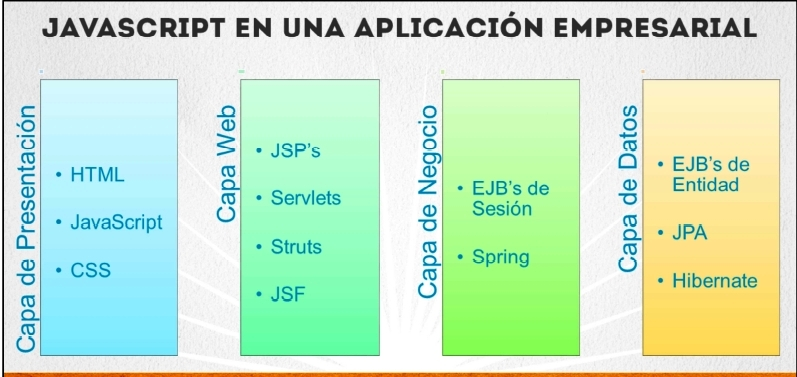 JAVASCRIPT EN UNA APLICACIÓN EMPRESARIAL
Capa de Presentación
• HTML
• JavaScript
• CSS
Capa Web
• JSP's
• Servlets
• Struts
• JSF
Capa de Negocio
• EJB's de
Sesión
• Spring
Capa de Datos
• EJB's de
Entidad
• JPA
• Hibernate